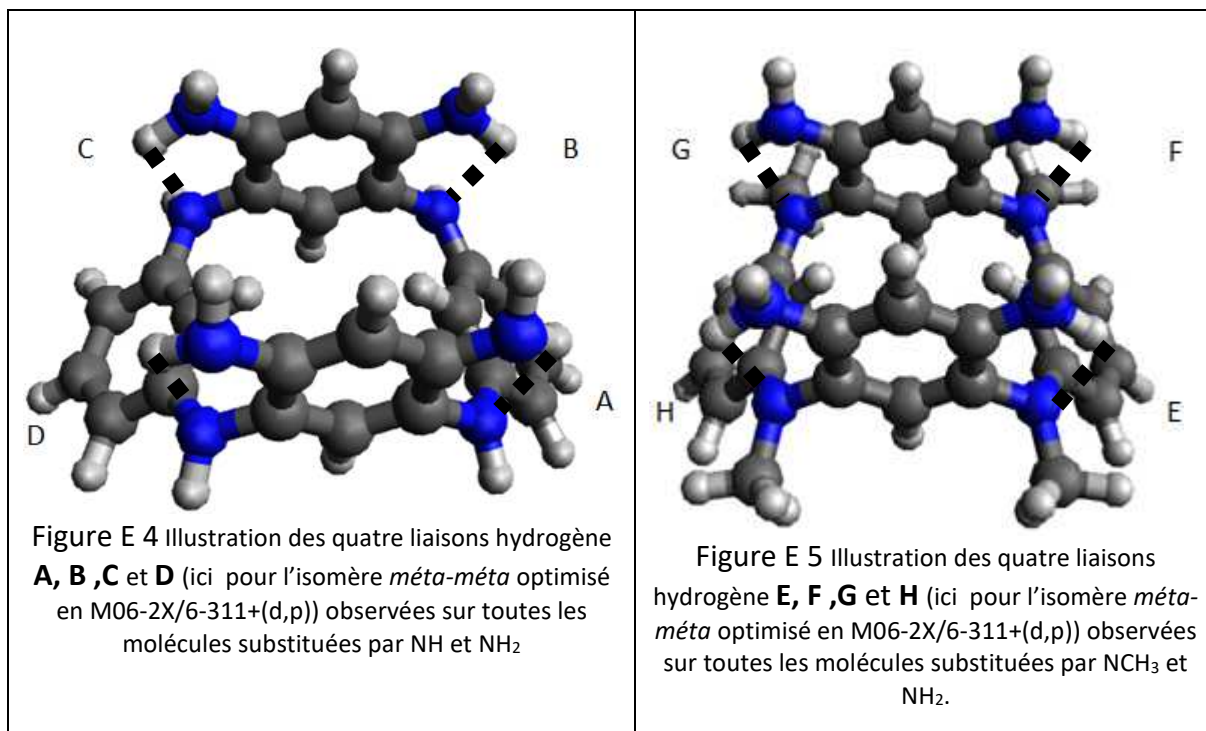 C
B
D
A
Figure E 4 Illustration des quatre liaisons hydrogène
A, B ,C et D (ici pour l’isomère méta-méta optimisé
en M06-2X/6-311+(d,p)) observées sur toutes les
molécules substituées par NH et NH₂
G
F
H
E
Figure E 5 Illustration des quatre liaisons
hydrogène E, F ,G et H (ici pour l’isomère méta-
méta optimisé en M06-2X/6-311+(d,p)) observées
sur toutes les molécules substituées par NCH₃ et
NH₂.